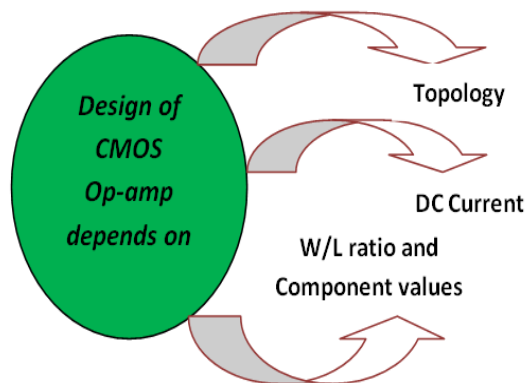 Design of
CMOS
Op-amp
depends on
Topology
DC Current
W/L ratio and
Component values